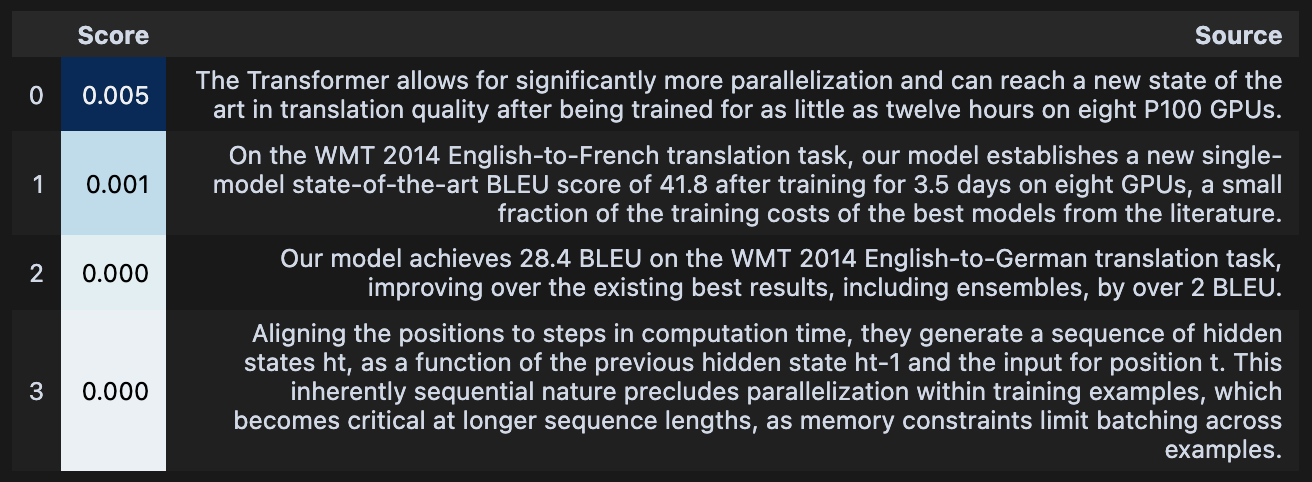 Score Source
0 0.005 The Transformer allows for significantly more parallelization and can reach a new state of the
art in translation quality after being trained for as little as twelve hours on eight P100 GPUs.
On the WMT 2014 English-to-French translation task, our model establishes a new single-
1 0.001 model state-of-the-art BLEU score of 41.8 after training for 3.5 days on eight GPUs, a small
fraction of the training costs of the best models from the literature.
2 0.000 Our model achieves 28.4 BLEU on the WMT 2014 English-to-German translation task,
improving over the existing best results, including ensembles, by over 2 BLEU.
Aligning the positions to steps in computation time, they generate a sequence of hidden
states ht, as a function of the previous hidden state ht-1 and the input for position t. This
3 0.000 inherently sequential nature precludes parallelization within training examples, which
becomes critical at longer sequence lengths, as memory constraints limit batching across
examples.